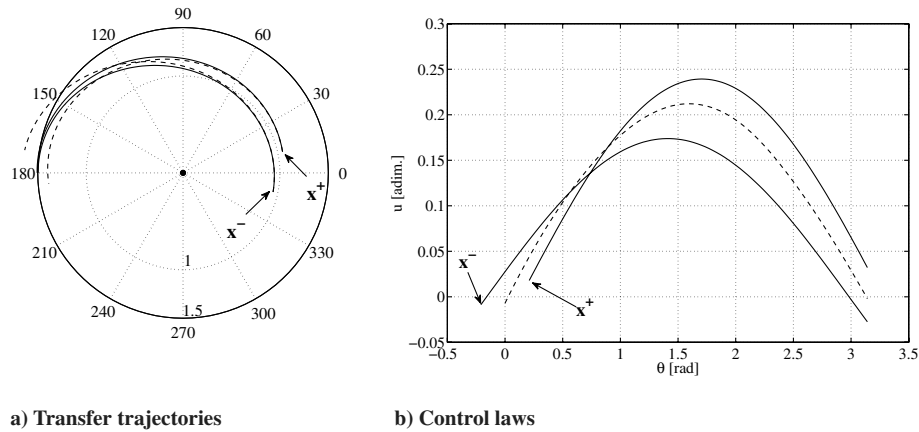 90
120
60
150
30
180
0
x⁺
x⁻
210
330
1
240
1.5
300
270
0.3
0.25
0.2
0.15
0.1
0.05
0
-0.05
u [adim.]
x⁻
x⁺
-0.5 0 0.5 1 1.5 2 2.5 3 3.5
θ [rad]
a) Transfer trajectories
b) Control laws